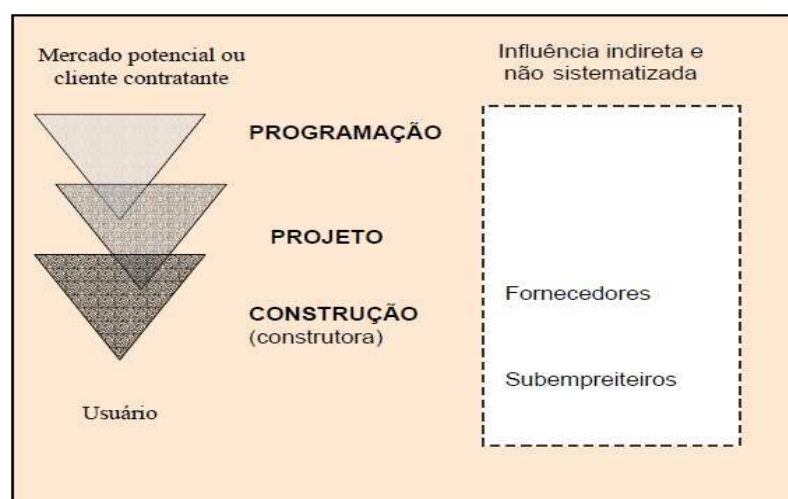 Mercado potencial ou
cliente contratante
Influência indireta e
não sistematizada
PROGRAMAÇÃO
PROJETO
CONSTRUÇÃO
(construtora)
Fornecedores
Subempreiteiros
Usuário